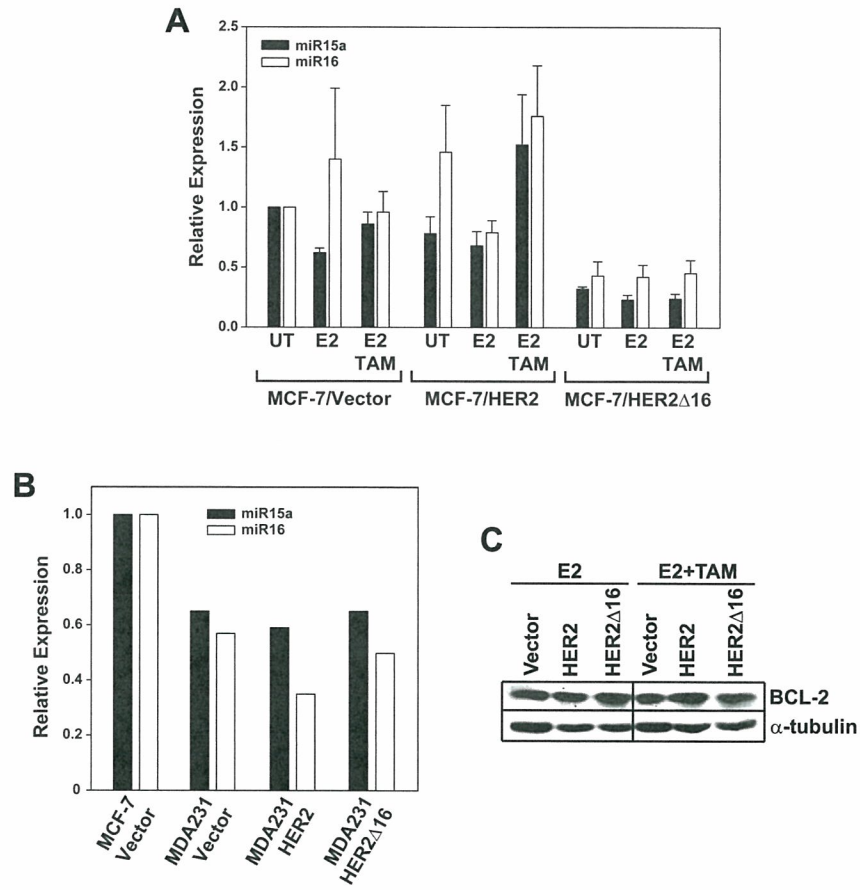 A
2.5
2.0
1.5
1.0
0.5
0.0
Relative Expression
miR15a
miR16
UT E2 E2 UT E2 E2 UT E2 E2
TAM TAM TAM
MCF-7/Vector MCF-7/HER2 MCF-7/HER2Δ16
B
1.0
0.8
0.6
0.4
0.2
0
Relative Expression
miR15a
miR16
MCF-7
Vector
MDA231
Vector
MDA231
HER2
MDA231
HER2Δ16
C
E2 E2+TAM
Vector HER2 HER2Δ16 Vector HER2 HER2Δ16
BCL-2
α-tubulin